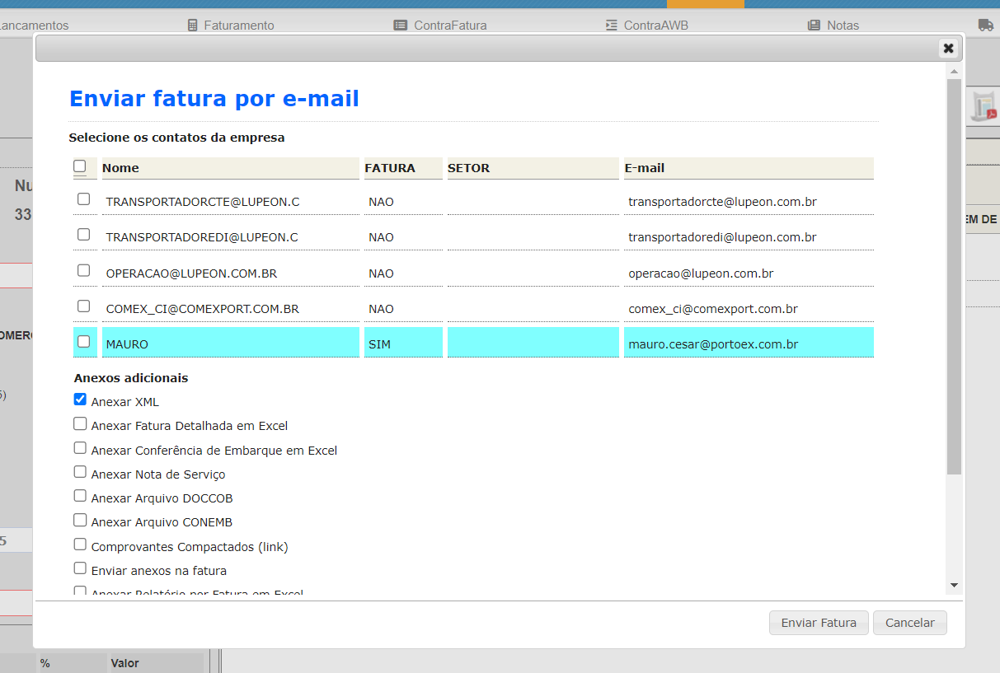 ancamentos Faturamento ContraFatura ContraAWB Notas
Enviar fatura por e-mail
Selecione os contatos da empresa
Nome FATURA SETOR E-mail
TRANSPORTADORCTE@LUPEON.C NAO transportadorcte@lupeon.com.br
TRANSPORTADOREDI@LUPEON.C NAO transportadoredi@lupeon.com.br
OPERACAO@LUPEON.COM.BR NAO operacao@lupeon.com.br
COMEX_CI@COMEXPORT.COM.BR NAO comex_ci@comexport.com.br
MAURO SIM mauro.cesar@portoex.com.br
Anexos adicionais
Anexar XML
Anexar Fatura Detalhada em Excel
Anexar Conferência de Embarque em Excel
Anexar Nota de Serviço
Anexar Arquivo DOCCOB
Anexar Arquivo CONEMB
Comprovantes Compactados (link)
Enviar anexos na fatura
Anexar Relatório por Fatura em Excel
Enviar Fatura Cancelar
Nu
33
EM DE
OMERC
5)
5
% Valor